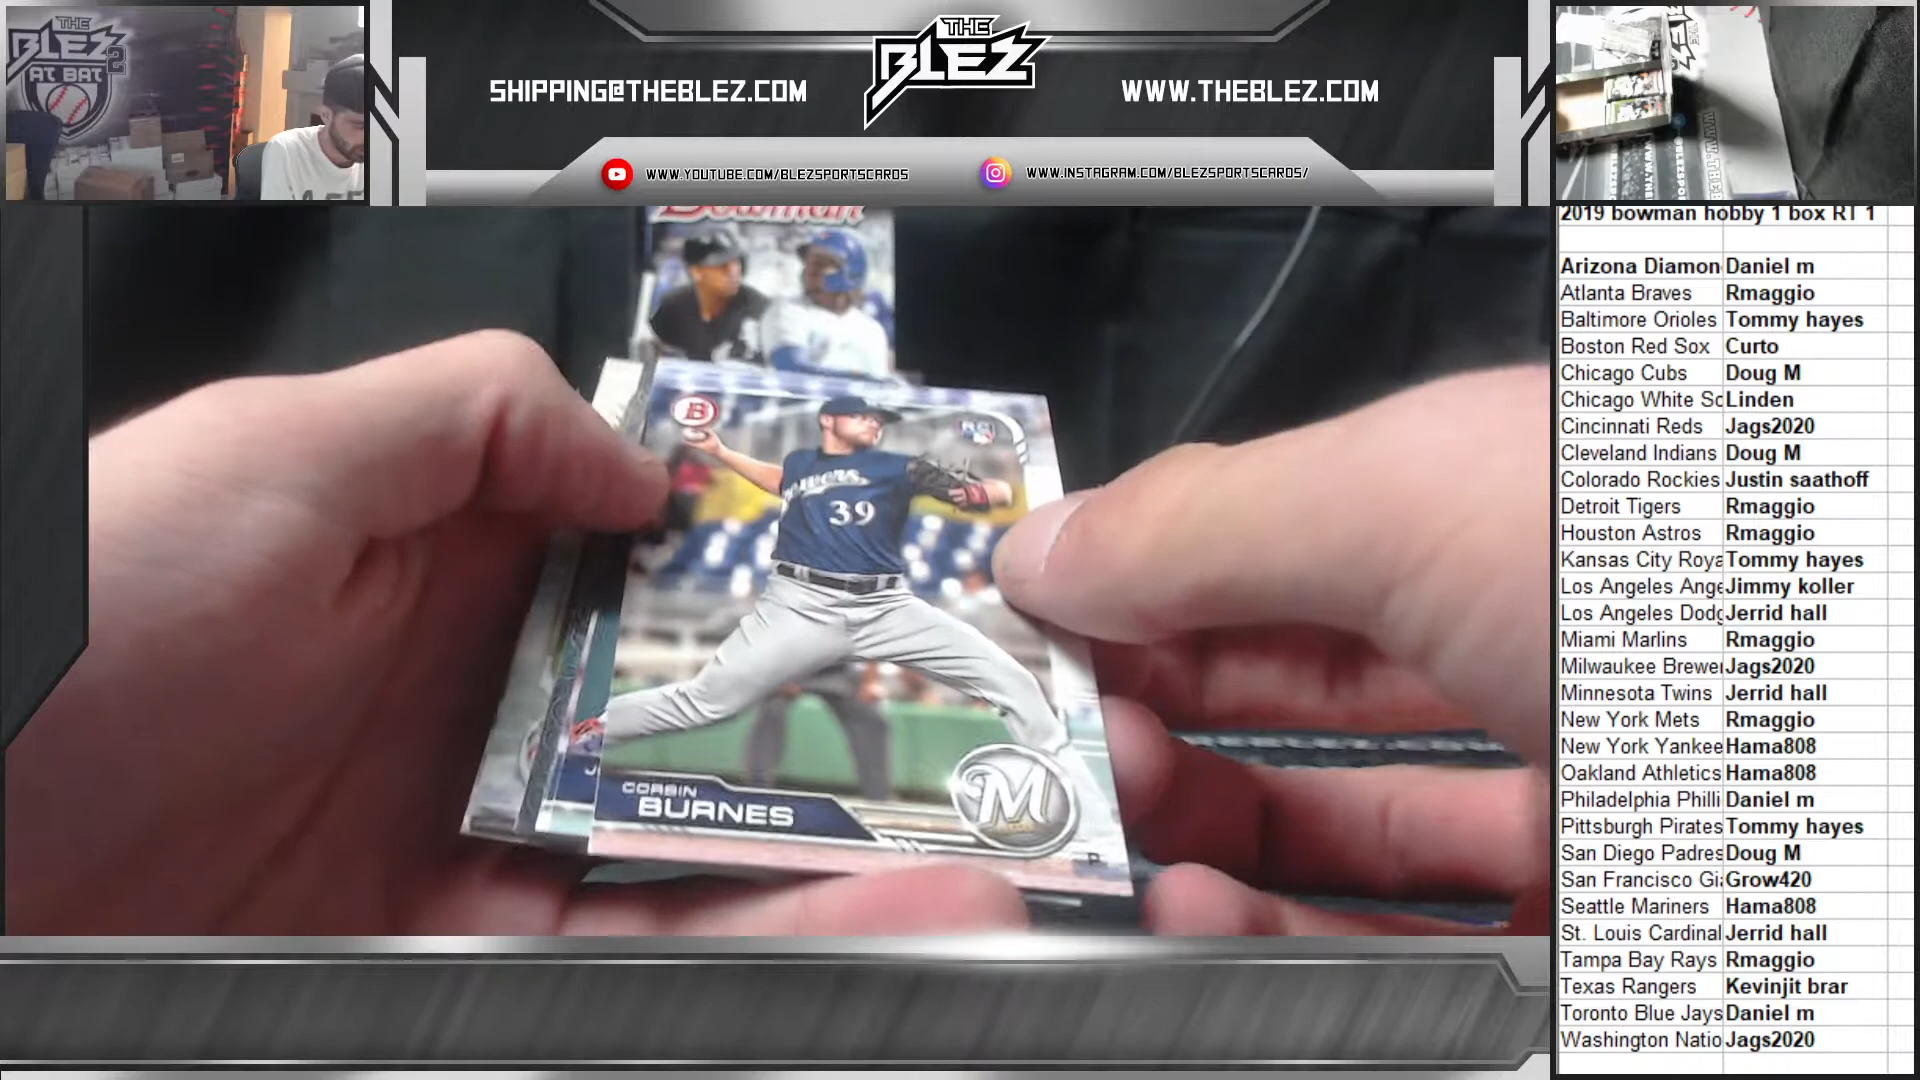 THE
BLEZ 2
AT BAT
THE
BLEZ
SHIPPING@THEBLEZ.COM
WWW.THEBLEZ.COM
WWW.YOUTUBE.COM/BLEZSPORTSCARDS
WWW.INSTAGRAM.COM/BLEZSPORTSCARDS/
Bowman
B
RC
Brewers
39
CORBIN
BURNES
M
P
2019 bowman hobby 1 box RT 1
Arizona Diamon Daniel m
Atlanta Braves Rmaggio
Baltimore Orioles Tommy hayes
Boston Red Sox Curto
Chicago Cubs Doug M
Chicago White So Linden
Cincinnati Reds Jags2020
Cleveland Indians Doug M
Colorado Rockies Justin saathoff
Detroit Tigers Rmaggio
Houston Astros Rmaggio
Kansas City Roya Tommy hayes
Los Angeles Ange Jimmy koller
Los Angeles Dodg Jerrid hall
Miami Marlins Rmaggio
Milwaukee Brewer Jags2020
Minnesota Twins Jerrid hall
New York Mets Rmaggio
New York Yankee Hama808
Oakland Athletics Hama808
Philadelphia Philli Daniel m
Pittsburgh Pirates Tommy hayes
San Diego Padres Doug M
San Francisco Gi Grow420
Seattle Mariners Hama808
St. Louis Cardinal Jerrid hall
Tampa Bay Rays Rmaggio
Texas Rangers Kevinjit brar
Toronto Blue Jays Daniel m
Washington Natio Jags2020